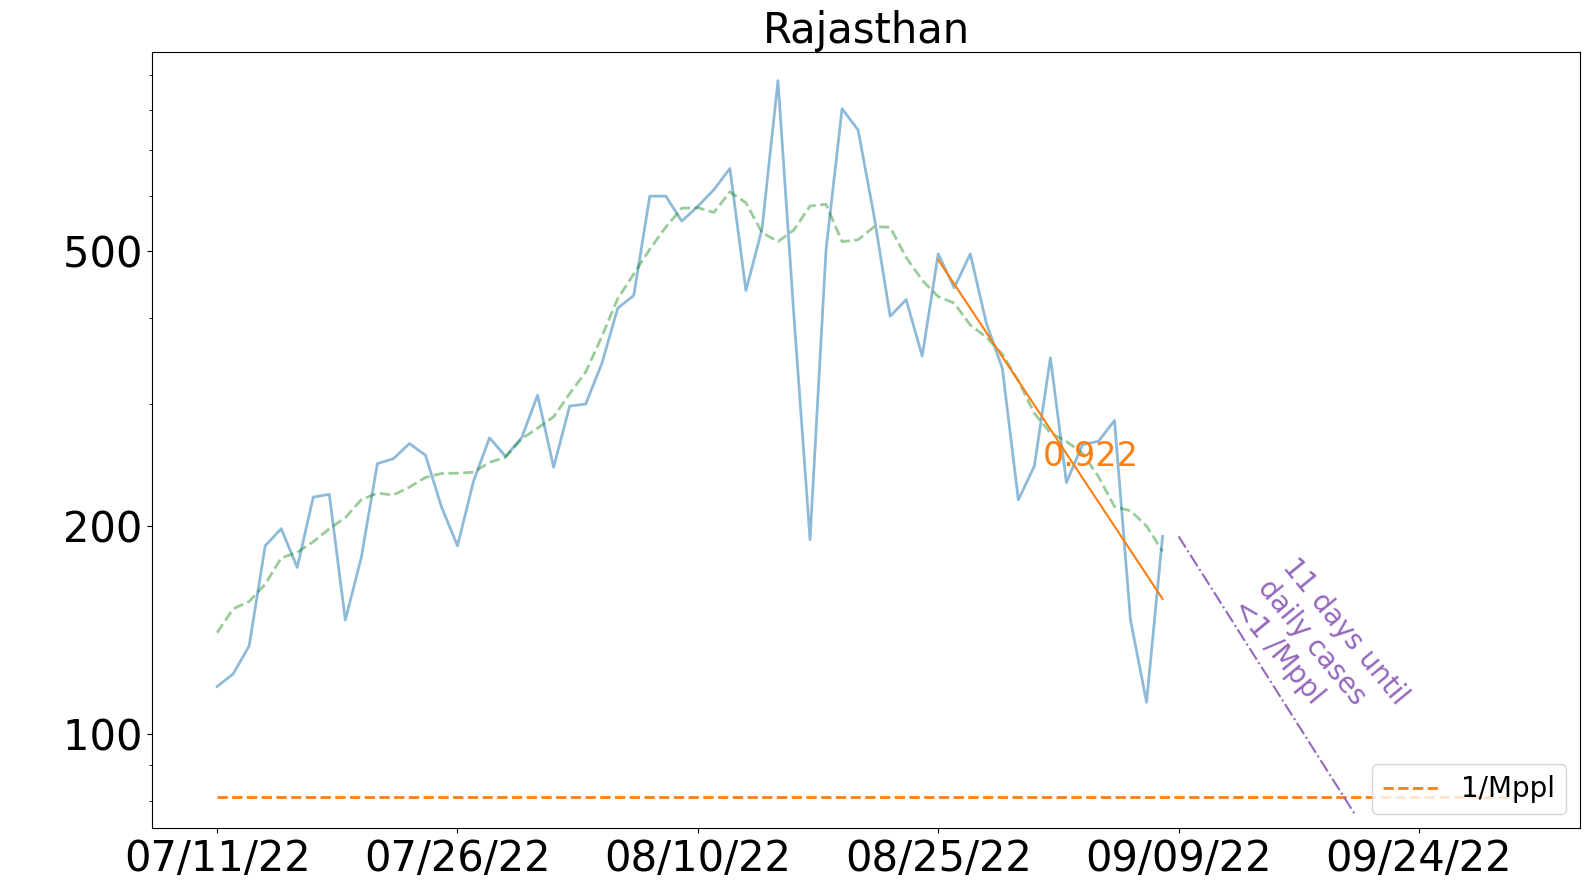 Rajasthan
500
200
100
0.922
11 days until
daily cases
<1 /Mppl
1/Mppl
07/11/22
07/26/22
08/10/22
08/25/22
09/09/22
09/24/22